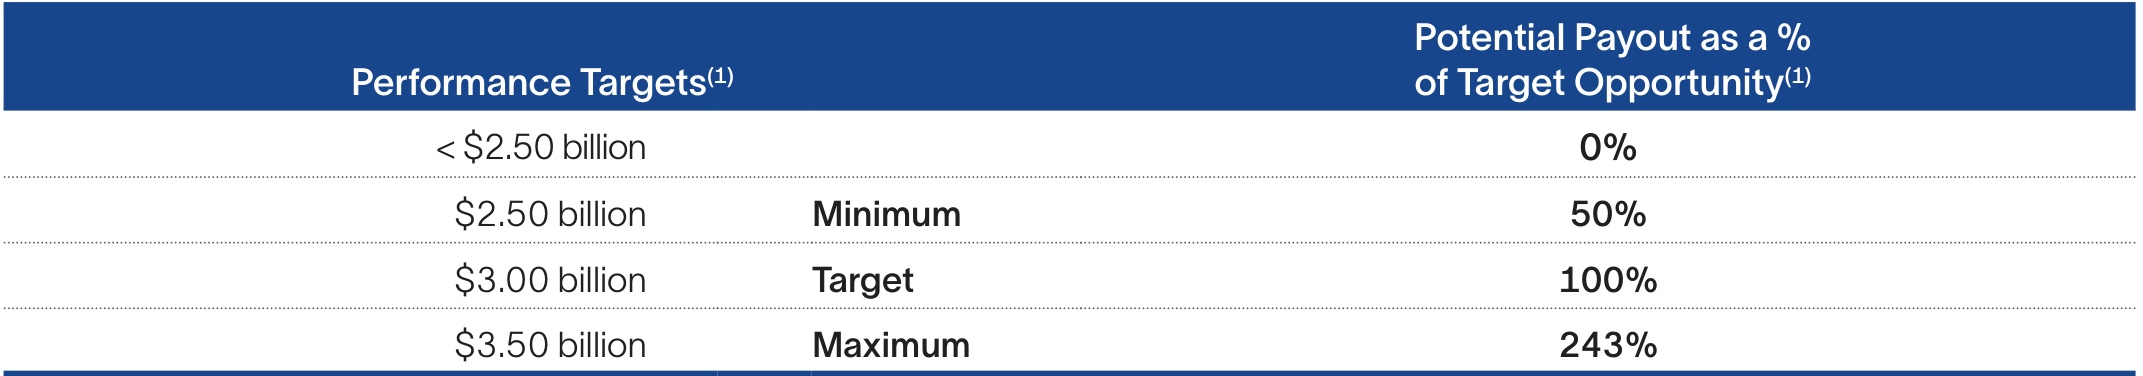 Potential Payout as a %
Performance Targets(1) of Target Opportunity(1)
< $2.50 billion 0%
$2.50 billion Minimum 50%
$3.00 billion Target 100%
$3.50 billion Maximum 243%